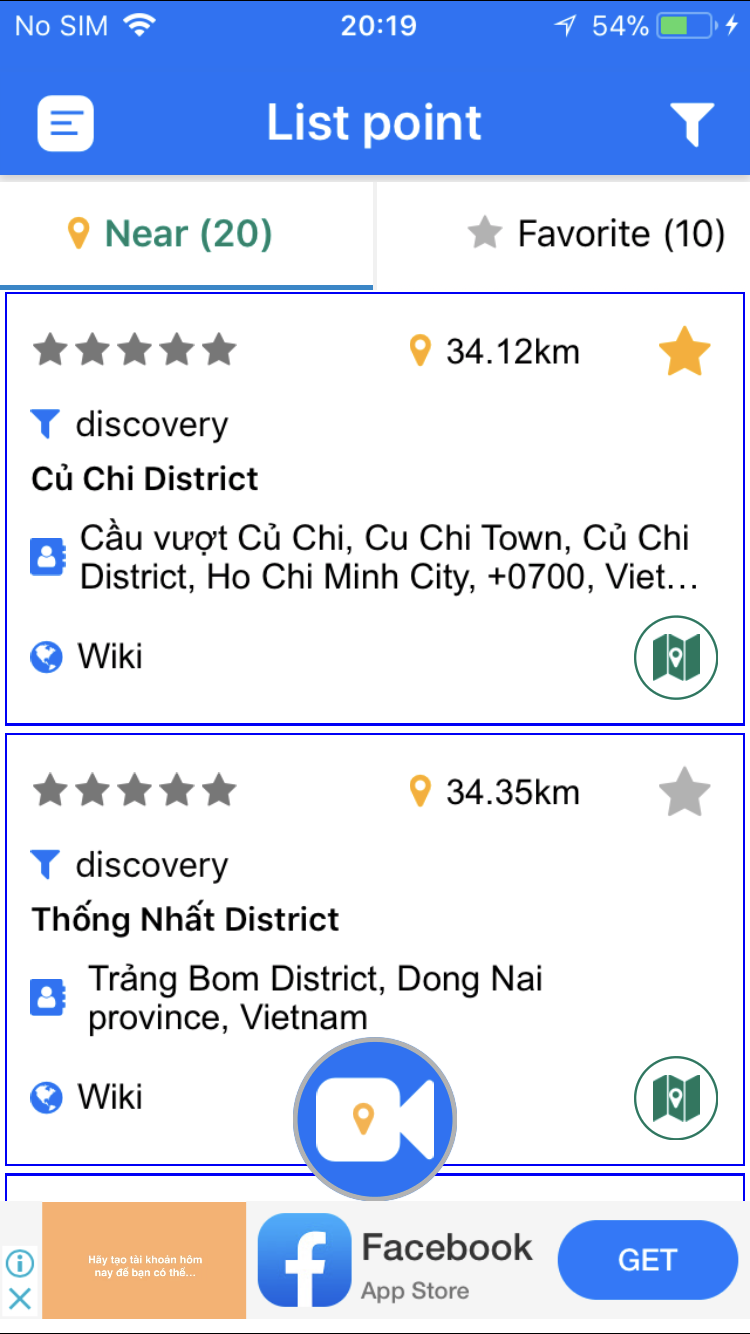 No SIM 20:19 54%
List point
Near (20) Favorite (10)
34.12km
discovery
Củ Chi District
Cầu vượt Củ Chi, Cu Chi Town, Củ Chi
District, Ho Chi Minh City, +0700, Viet...
Wiki
34.35km
discovery
Thống Nhất District
Trảng Bom District, Dong Nai
province, Vietnam
Wiki
Hãy tạo tài khoản hôm
nay để bạn có thể...
Facebook
App Store
GET